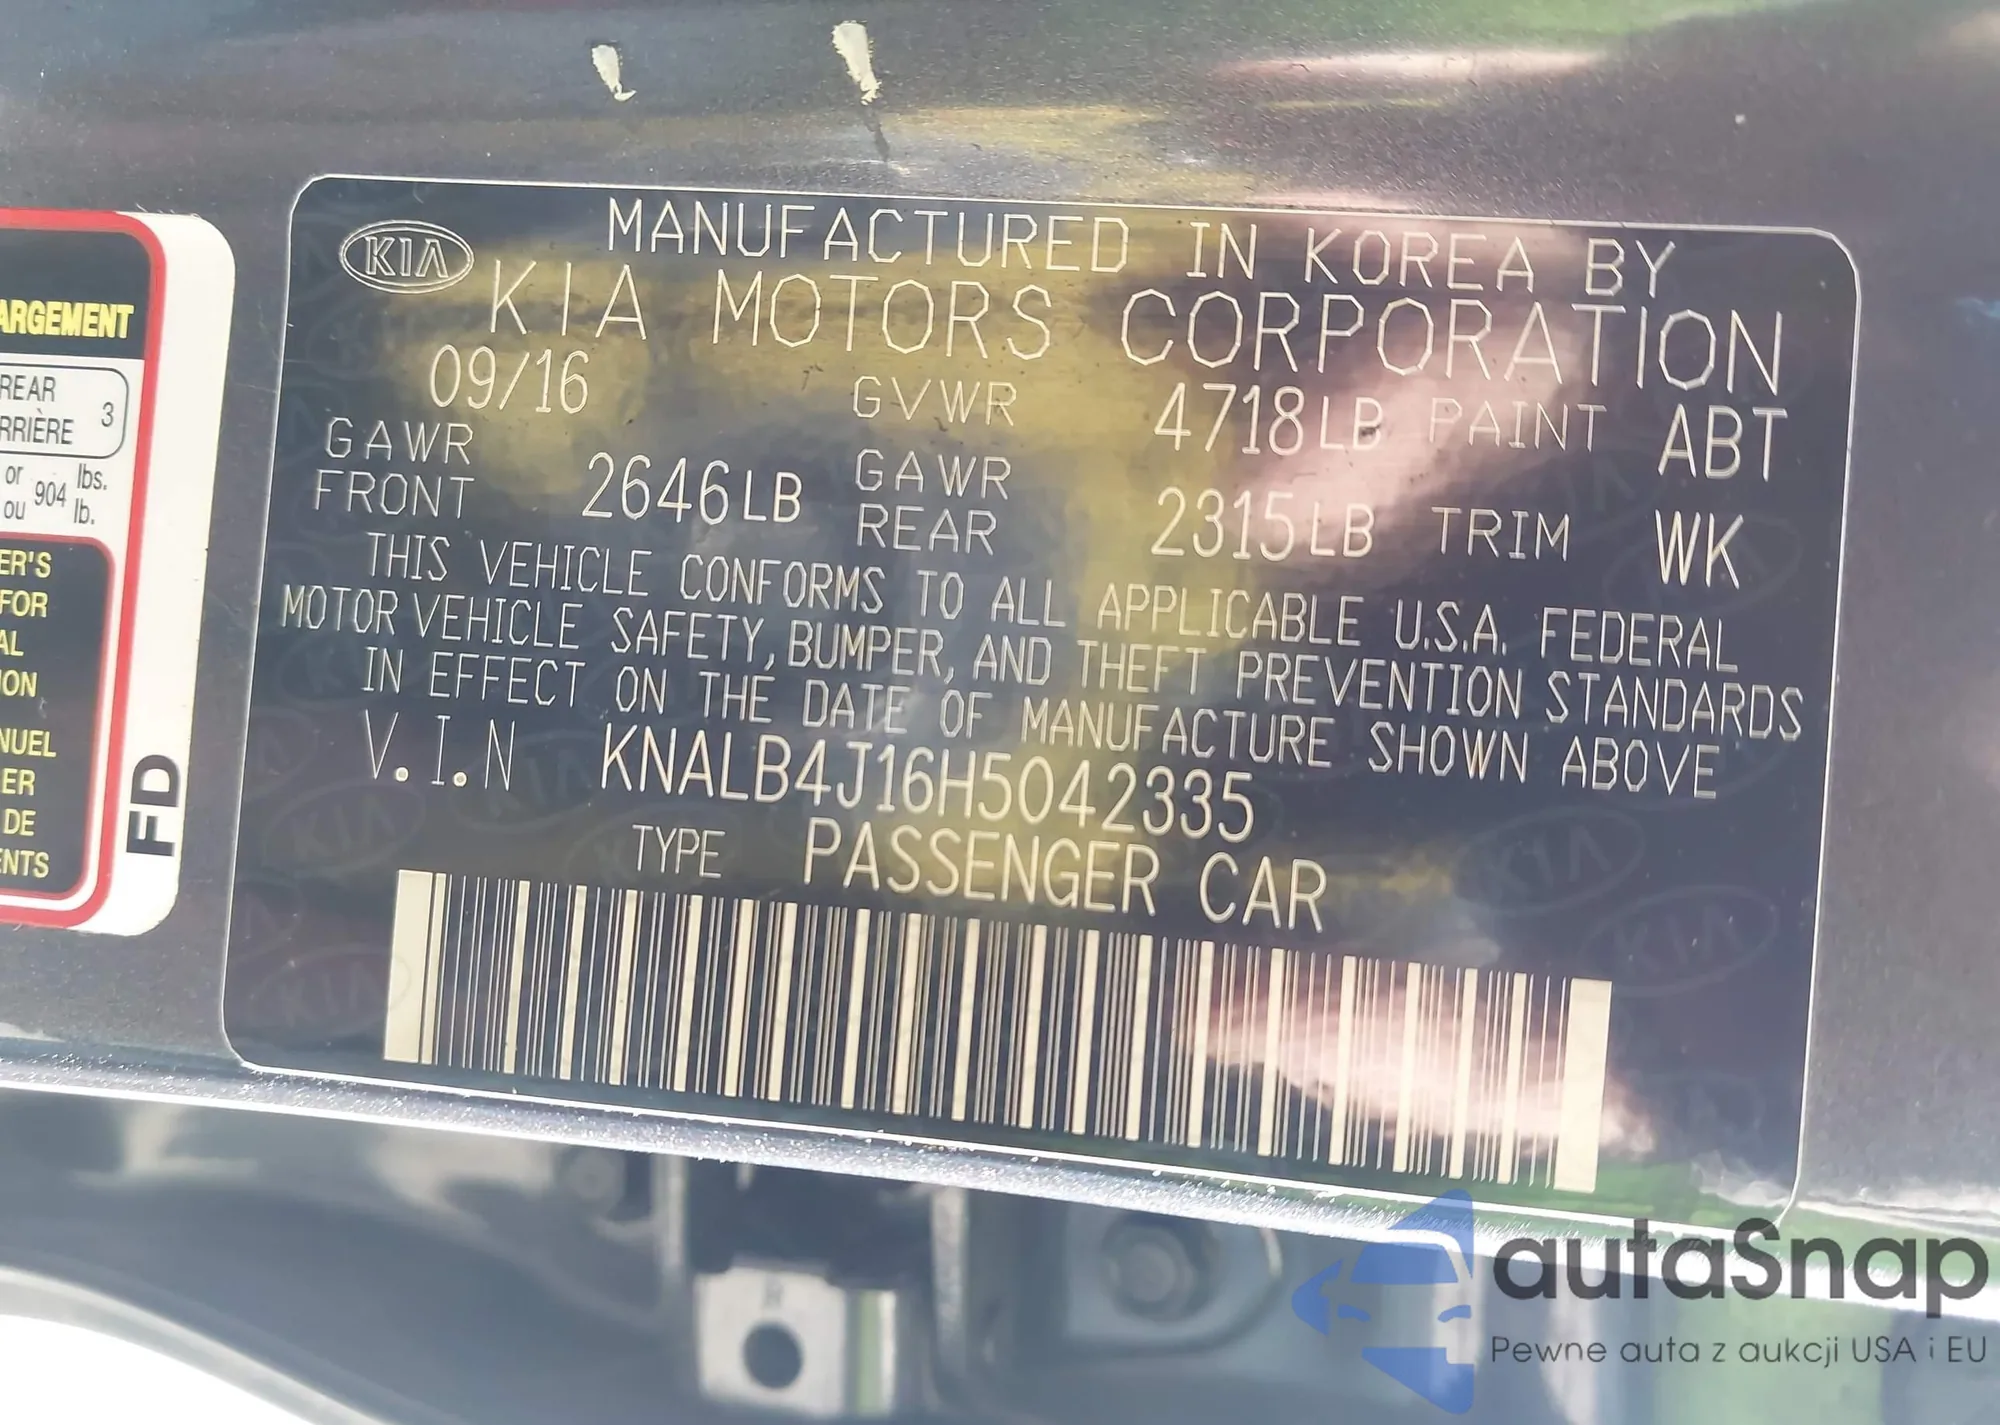 ARGEMENT
REAR
RRIÈRE 3
or 904 lbs.
ou lb.
ER'S
FOR
AL
ION
NUEL
ER
DE
ENTS
FD
KIA
MANUFACTURED IN KOREA BY
KIA MOTORS CORPORATION
09/16 GVWR 4718LB PAINT ABT
GAWR FRONT 2646LB GAWR REAR 2315LB TRIM WK
THIS VEHICLE CONFORMS TO ALL APPLICABLE U.S.A. FEDERAL
MOTOR VEHICLE SAFETY, BUMPER, AND THEFT PREVENTION STANDARDS
IN EFFECT ON THE DATE OF MANUFACTURE SHOWN ABOVE
V.I.N KNALB4J16H5042335
TYPE PASSENGER CAR
autaSnap
Pewne auta z aukcji USA i EU